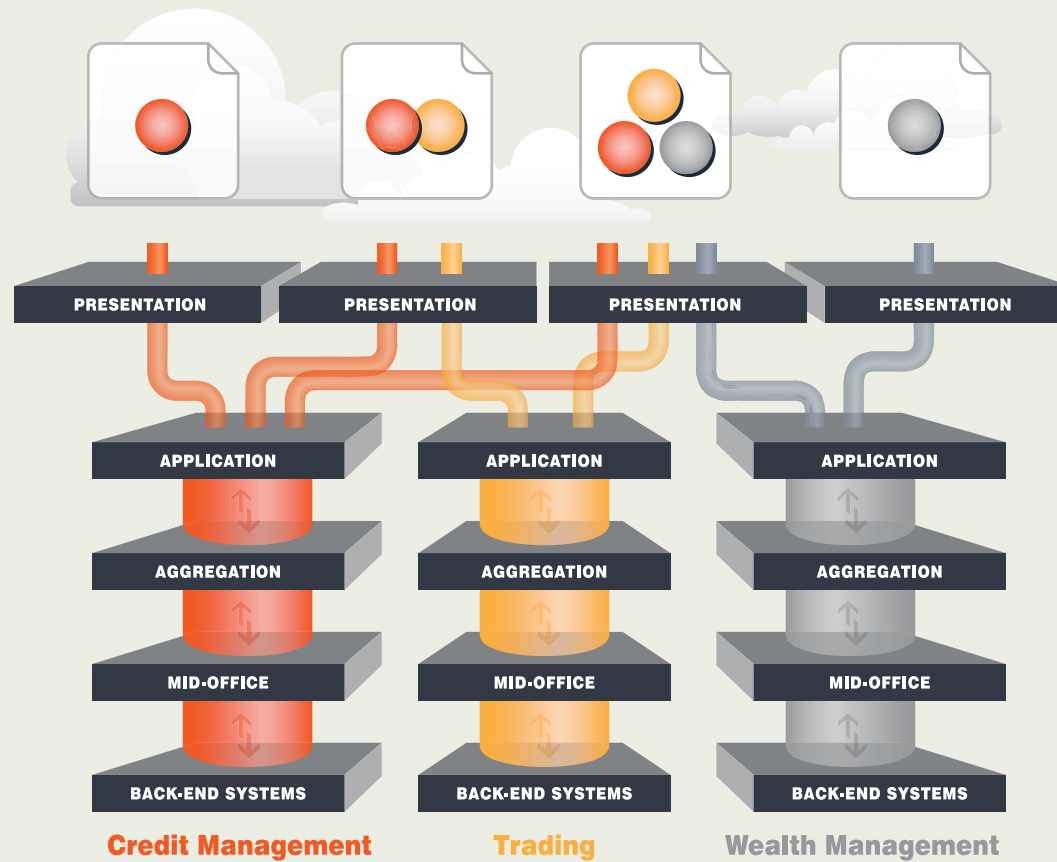 PRESENTATION
PRESENTATION
PRESENTATION
PRESENTATION
APPLICATION
APPLICATION
APPLICATION
AGGREGATION
AGGREGATION
AGGREGATION
MID-OFFICE
MID-OFFICE
MID-OFFICE
BACK-END SYSTEMS
BACK-END SYSTEMS
BACK-END SYSTEMS
Credit Management
Trading
Wealth Management